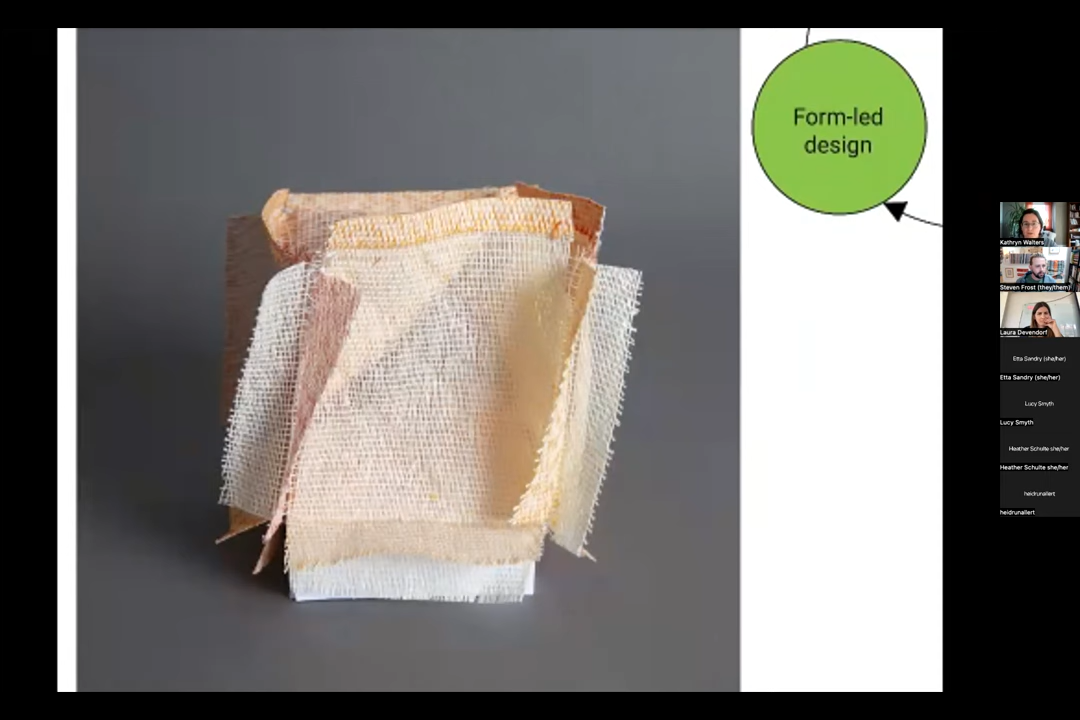 Form-led
design
Kathryn Walters
Steven Frost (they/them)
Laura Devendorf
Etta Sandry (she/her)
Etta Sandry (she/her)
Lucy Smyth
Lucy Smyth
Heather Schulte she/her
Heather Schulte she/her
heidrunallert
heidrunallert